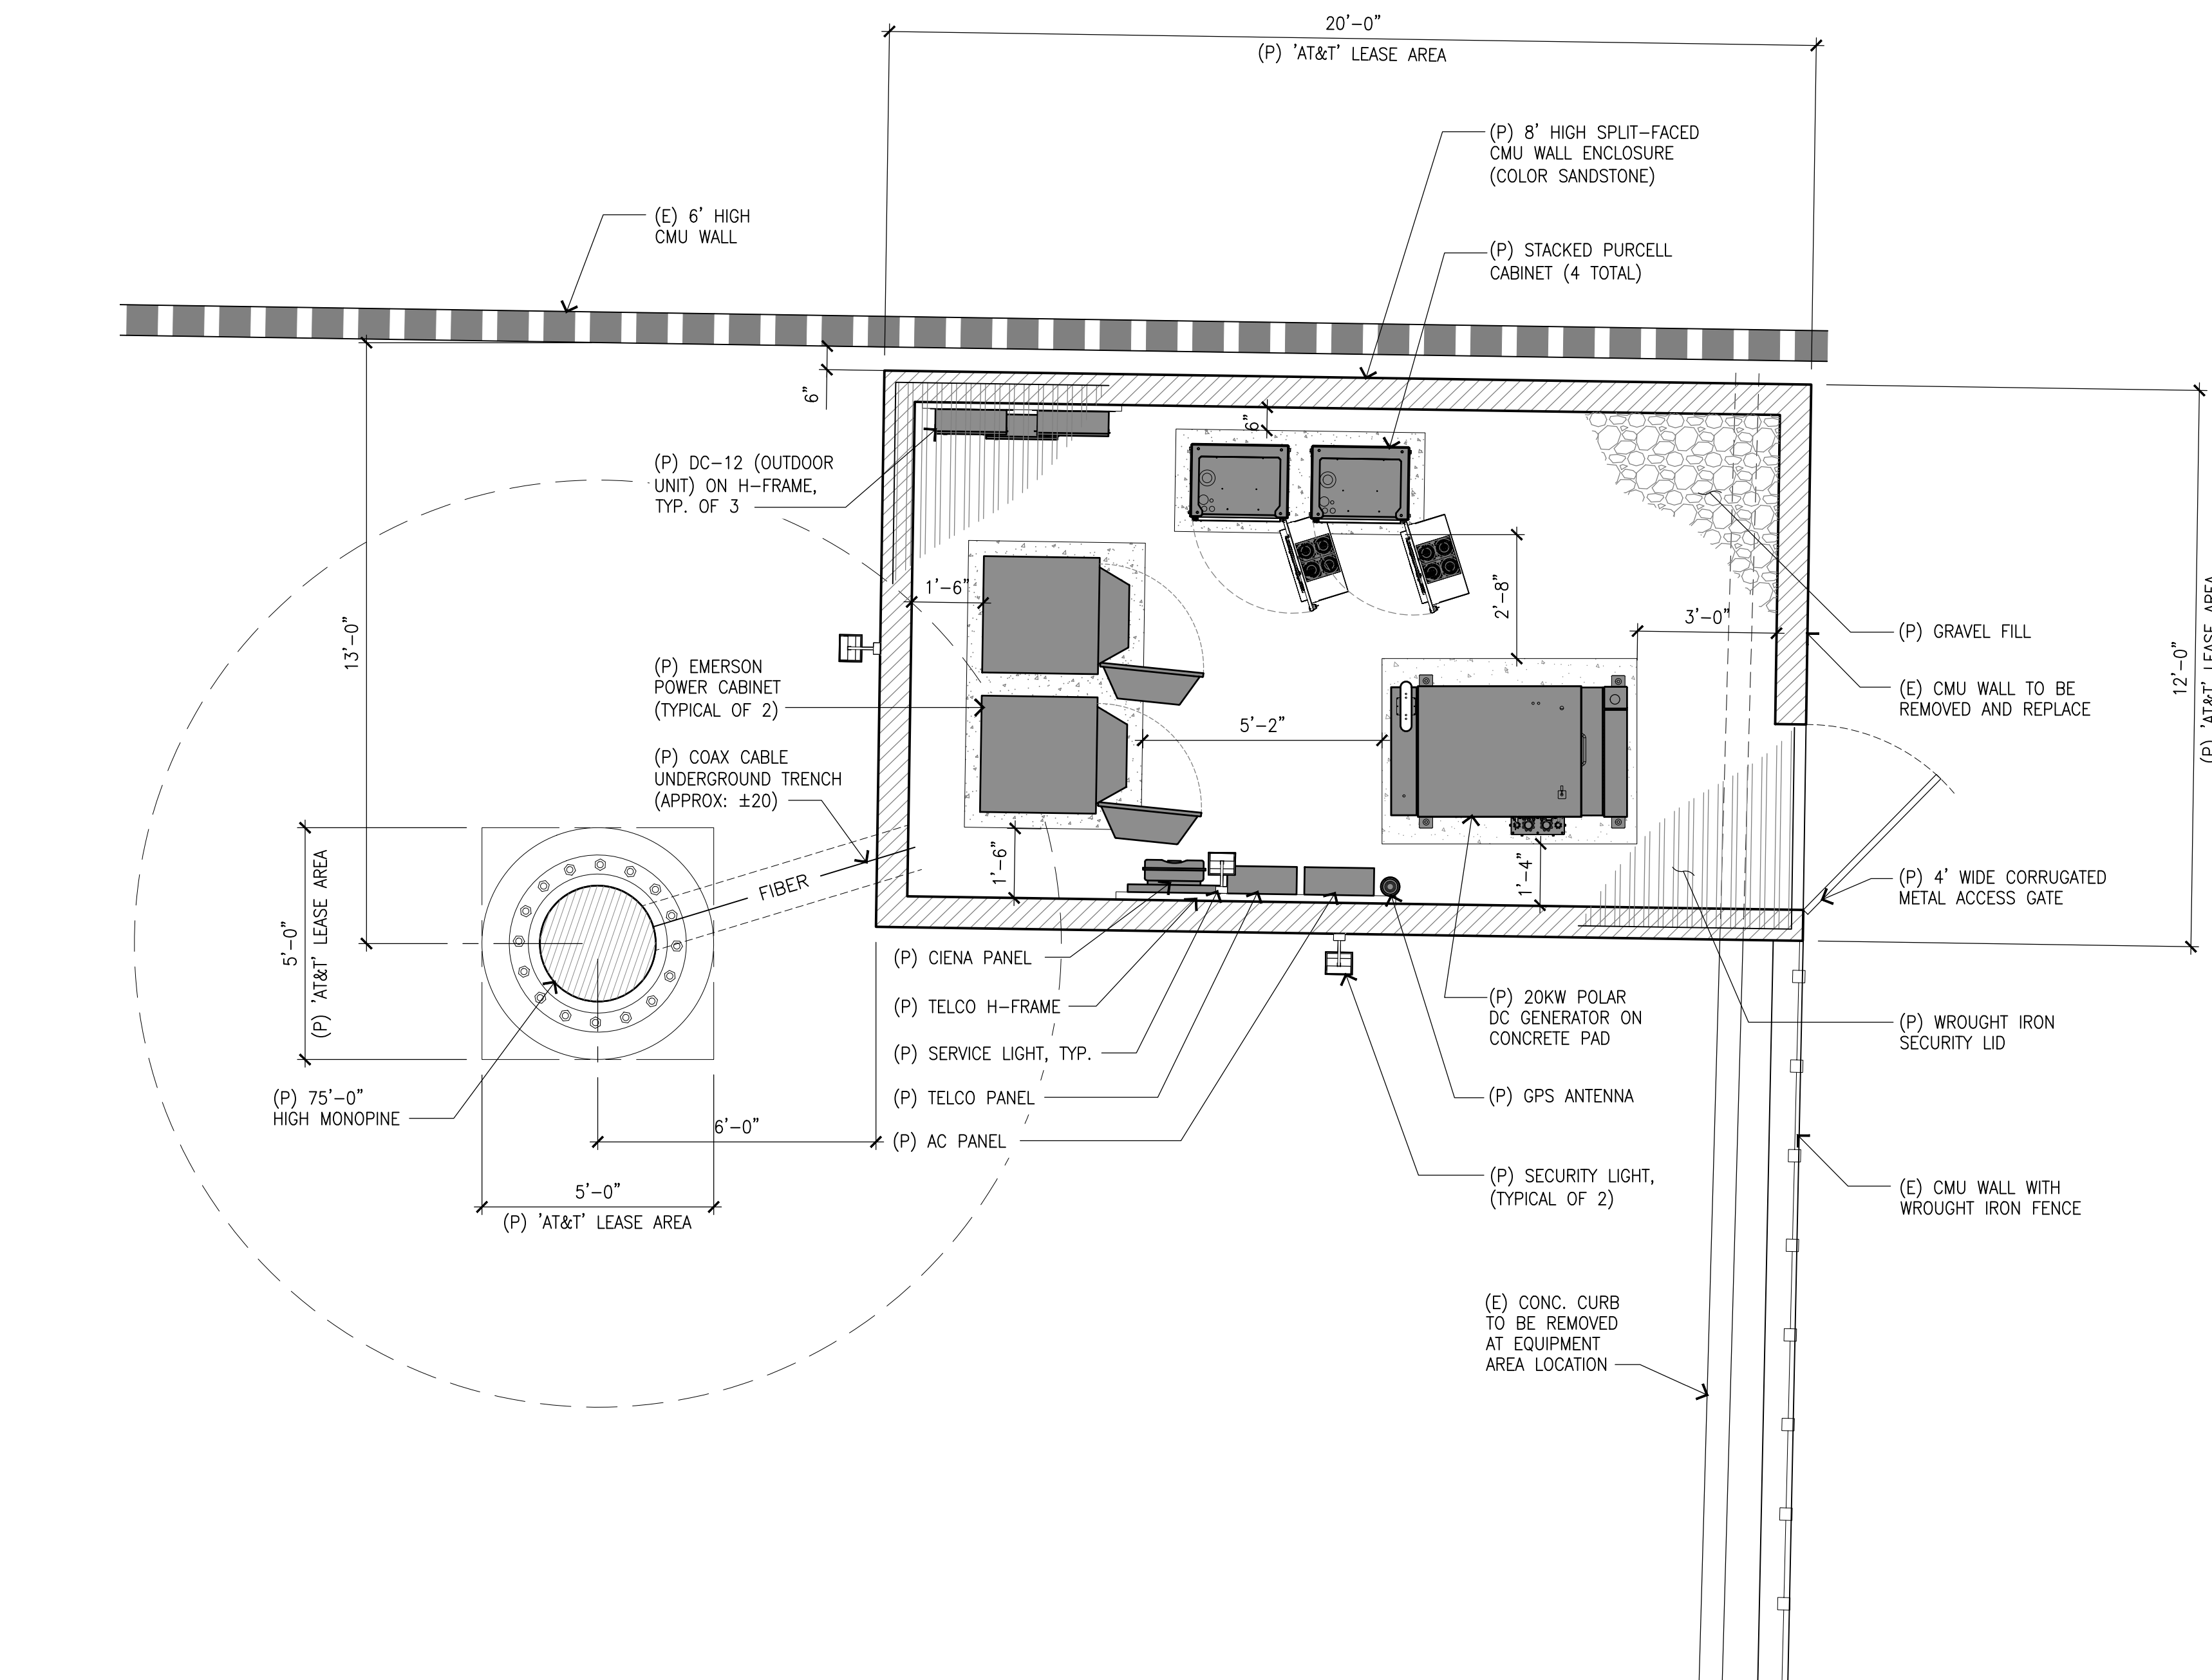 20'-0"
(P) 'AT&T' LEASE AREA
(P) 8' HIGH SPLIT-FACED
CMU WALL ENCLOSURE
(COLOR SANDSTONE)
(E) 6' HIGH
CMU WALL
(P) STACKED PURCELL
CABINET (4 TOTAL)
6"
6"
(P) DC-12 (OUTDOOR
UNIT) ON H-FRAME,
TYP. OF 3
1'-6"
2'-8"
3'-0"
13'-0"
12'-0"
(P) 'AT&T' LEASE AREA
(P) GRAVEL FILL
(P) EMERSON
POWER CABINET
(TYPICAL OF 2)
(E) CMU WALL TO BE
REMOVED AND REPLACE
5'-2"
(P) COAX CABLE
UNDERGROUND TRENCH
(APPROX: ±20)
1'-6"
1'-4"
FIBER
(P) 4' WIDE CORRUGATED
METAL ACCESS GATE
5'-0"
(P) 'AT&T' LEASE AREA
(P) CIENA PANEL
(P) TELCO H-FRAME
(P) SERVICE LIGHT, TYP.
(P) TELCO PANEL
(P) AC PANEL
(P) 20KW POLAR
DC GENERATOR ON
CONCRETE PAD
(P) WROUGHT IRON
SECURITY LID
(P) GPS ANTENNA
(P) 75'-0"
HIGH MONOPINE
6'-0"
(P) SECURITY LIGHT,
(TYPICAL OF 2)
(E) CMU WALL WITH
WROUGHT IRON FENCE
5'-0"
(P) 'AT&T' LEASE AREA
(E) CONC. CURB
TO BE REMOVED
AT EQUIPMENT
AREA LOCATION